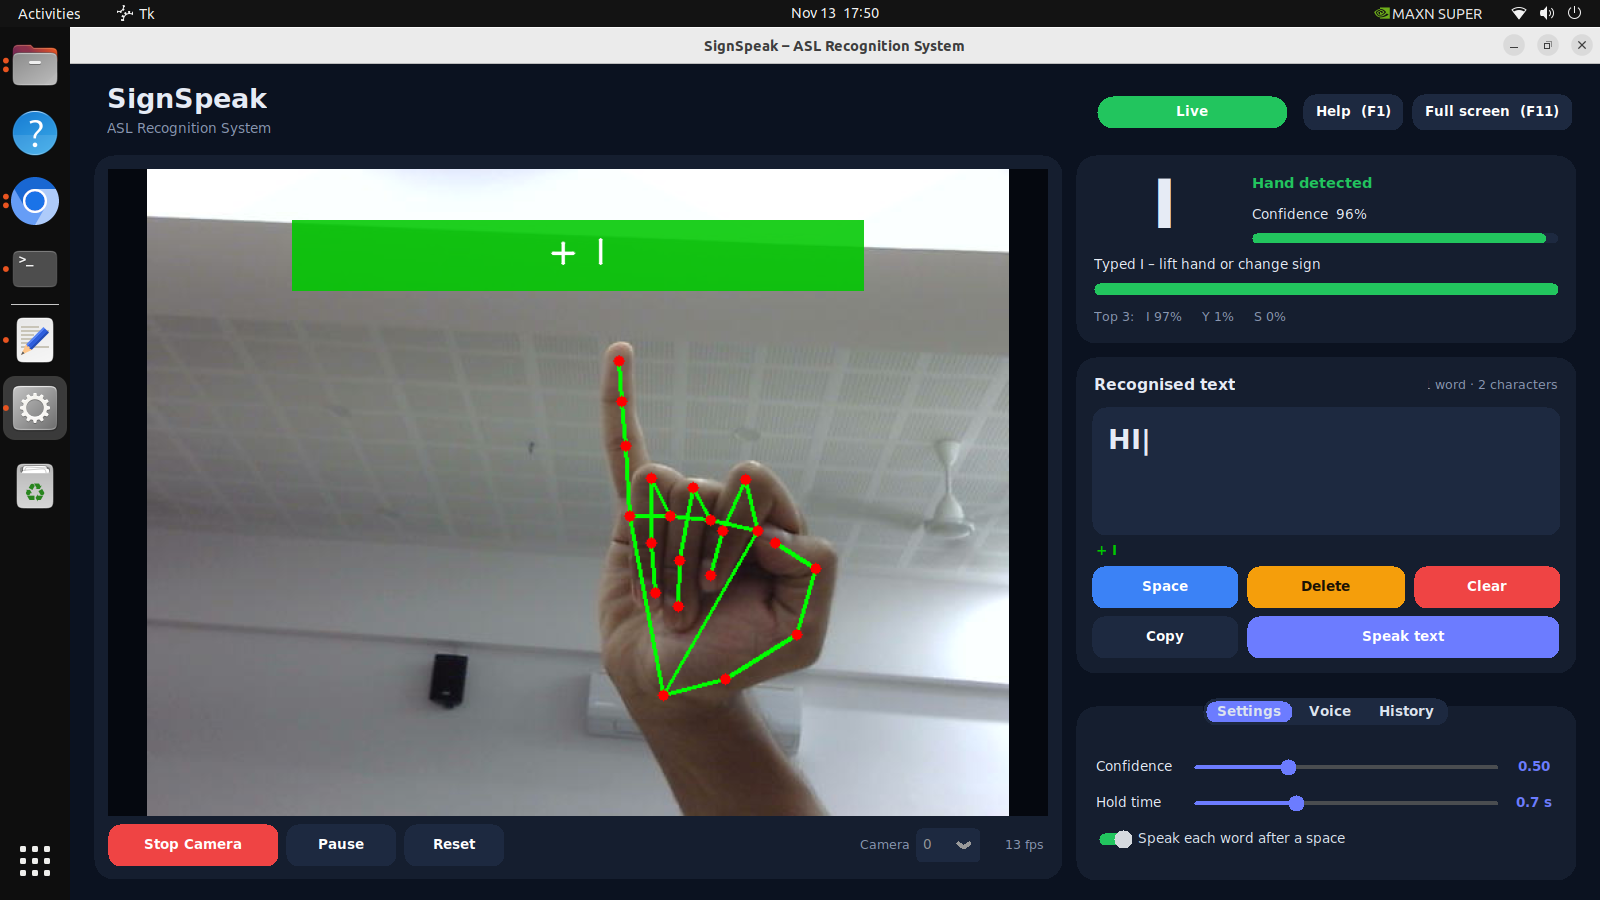 Activities Tk Nov 13 17:50 MAXN SUPER
SignSpeak – ASL Recognition System
SignSpeak
ASL Recognition System
Live Help (F1) Full screen (F11)
+ I
I
Hand detected
Confidence 96%
Typed I – lift hand or change sign
Top 3: I 97% Y 1% S 0%
Recognised text . word · 2 characters
HI|
+ I
Space Delete Clear
Copy Speak text
Settings Voice History
Confidence 0.50
Hold time 0.7 s
Speak each word after a space
Stop Camera Pause Reset Camera 0 13 fps